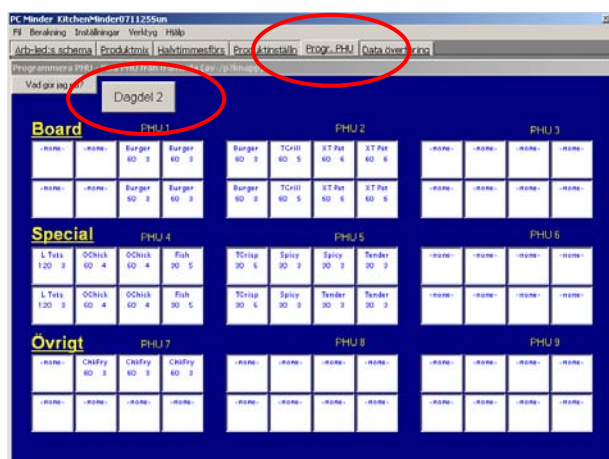 PC Minder KitchenMinder0711255un
Fil Beräkning Inställningar Verktyg Hjälp
Arb-led:s schema Produktmix Halvtimmesförs Produktinställn Progr. PHU Data överföring
Programmera PHU
Vad gör jag nu?
Dagdel 2
Board PHU 1 PHU 2 PHU 3
-none- -none- Burger Burger Burger TGrill XT Pat XT Pat -none- -none- -none- -none-
60 3 60 3 60 3 60 5 60 6 60 6
-none- -none- Burger Burger Burger TGrill XT Pat XT Pat -none- -none- -none- -none-
60 3 60 3 60 3 60 5 60 6 60 6
Special PHU 4 PHU 5 PHU 6
L Tots OChick OChick Fish TCrisp Spicy Spicy Tender -none- -none- -none- -none-
120 3 60 4 60 4 30 5 30 6 30 3 30 3 30 3
L Tots OChick OChick Fish TCrisp Spicy Tender Tender -none- -none- -none- -none-
120 3 60 4 60 4 30 5 30 6 30 3 30 3 30 3
Övrigt PHU 7 PHU 8 PHU 9
-none- ChkFry ChkFry ChkFry -none- -none- -none- -none- -none- -none- -none- -none-
60 3 60 3 60 3
-none- -none- -none- -none- -none- -none- -none- -none- -none- -none- -none- -none-